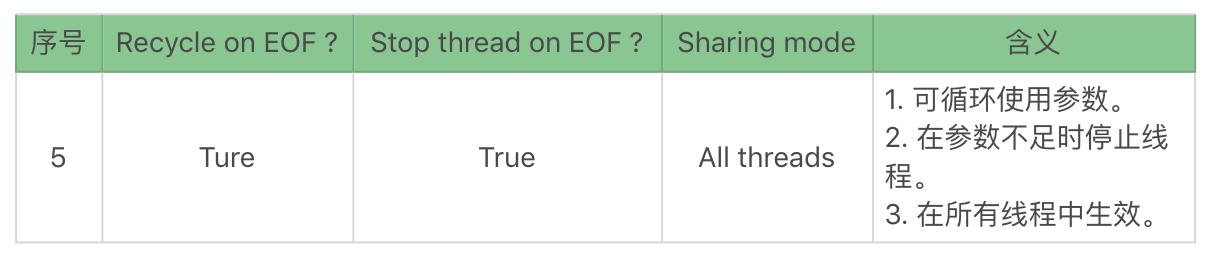 序号 Recycle on EOF ? Stop thread on EOF ? Sharing mode 含义
5 Ture True All threads
1. 可循环使用参数。
2. 在参数不足时停止线
程。
3. 在所有线程中生效。